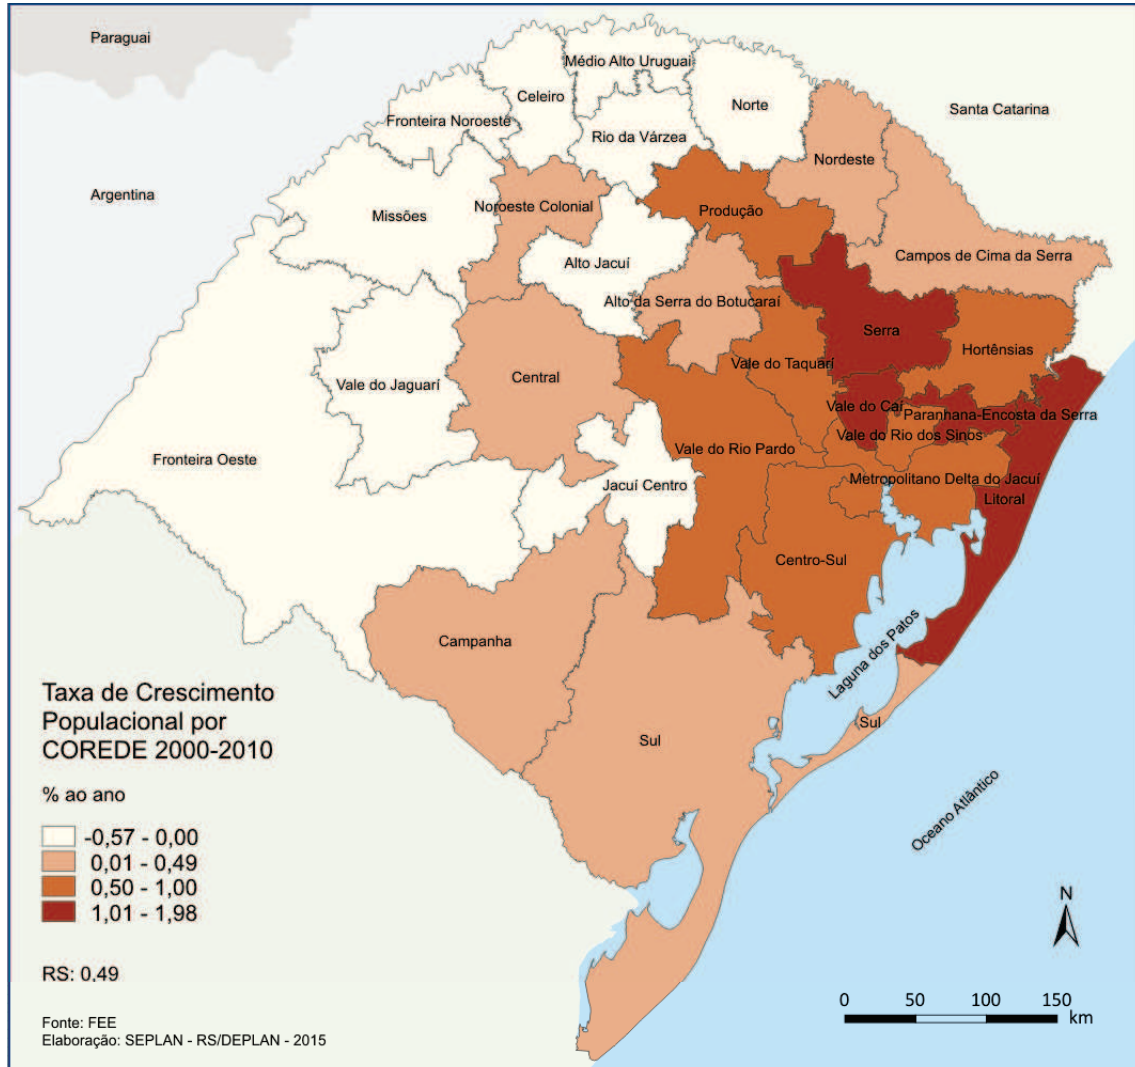 Paraguai
Médio Alto Uruguai
Celeiro
Norte
Santa Catarina
Fronteira Noroeste
Rio da Várzea
Nordeste
Argentina
Missões
Noroeste Colonial
Produção
Alto Jacuí
Campos de Cima da Serra
Alto da Serra do Botucaraí
Serra
Hortênsias
Vale do Taquarí
Central
Vale do Jaguarí
Vale do Caí
Paranhana-Encosta da Serra
Vale do Rio dos Sinos
Vale do Rio Pardo
Fronteira Oeste
Metropolitano Delta do Jacuí
Jacuí Centro
Litoral
Centro-Sul
Campanha
Laguna dos Patos
Sul
Sul
Oceano Atlântico
Taxa de Crescimento
Populacional por
COREDE 2000-2010
% ao ano
-0,57 - 0,00
0,01 - 0,49
0,50 - 1,00
1,01 - 1,98
RS: 0,49
Fonte: FEE
Elaboração: SEPLAN - RS/DEPLAN - 2015
N
0 50 100 150
km